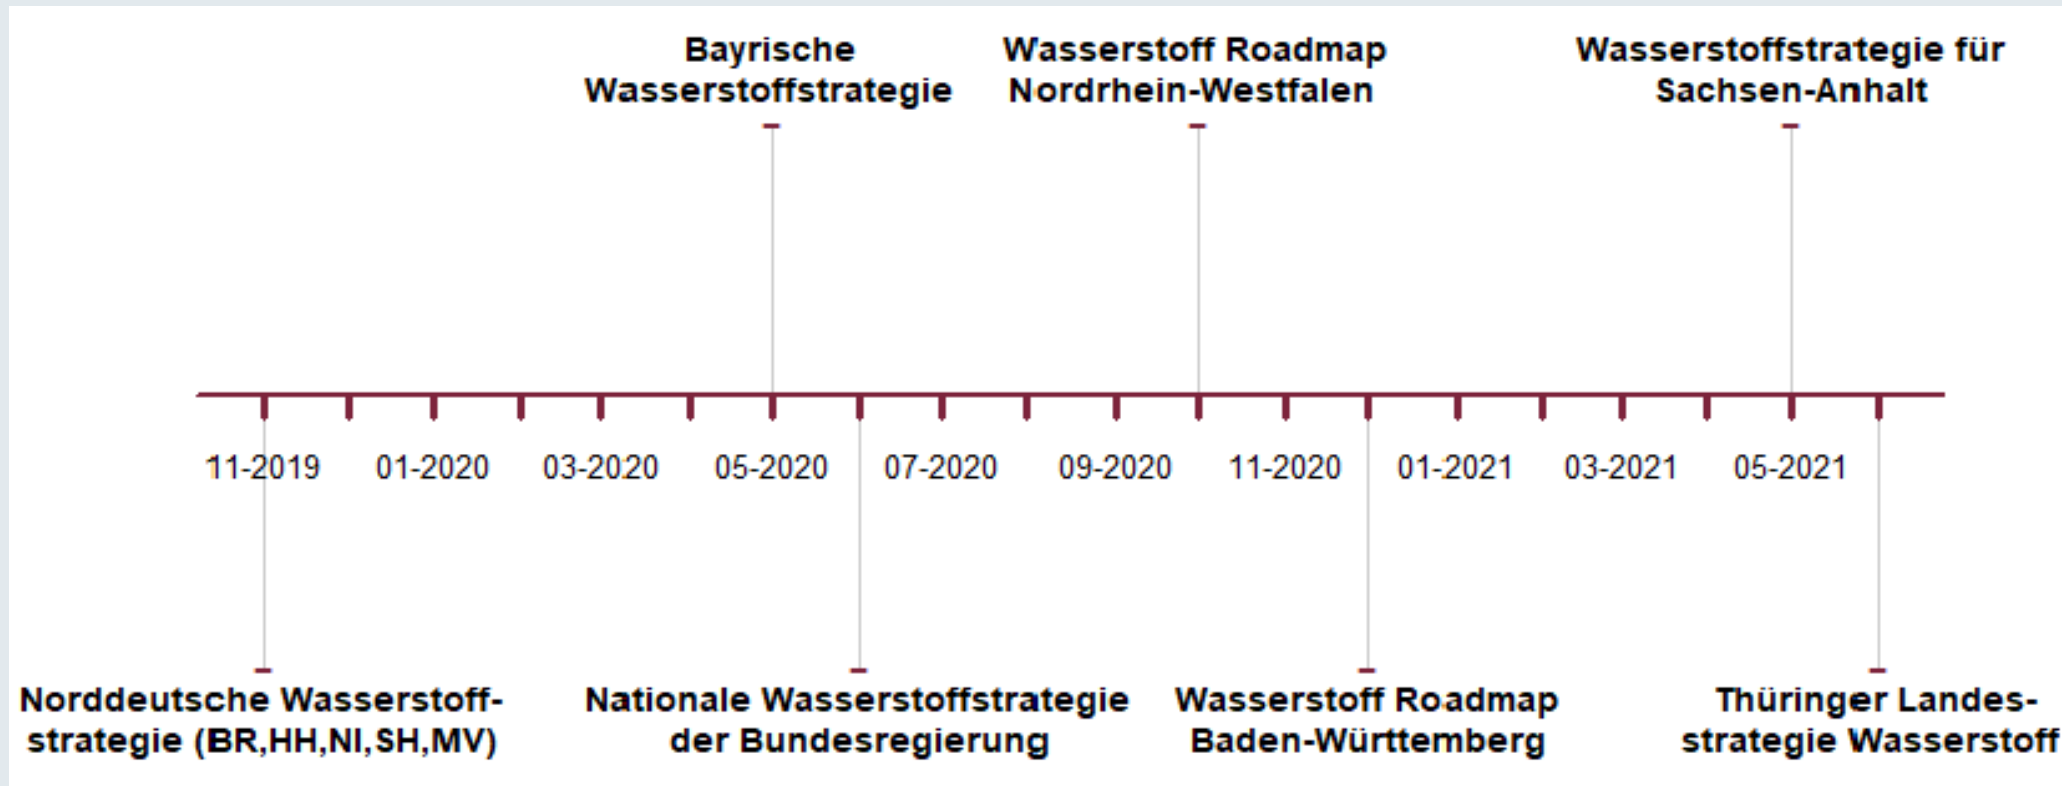 Bayrische
Wasserstoffstrategie
Wasserstoff Roadmap
Nordrhein-Westfalen
Wasserstoffstrategie für
Sachsen-Anhalt
11-2019 01-2020 03-2020 05-2020 07-2020 09-2020 11-2020 01-2021 03-2021 05-2021
Norddeutsche Wasserstoff-
strategie (BR,HH,NI,SH,MV)
Nationale Wasserstoffstrategie
der Bundesregierung
Wasserstoff Roadmap
Baden-Württemberg
Thüringer Landes-
strategie Wasserstoff